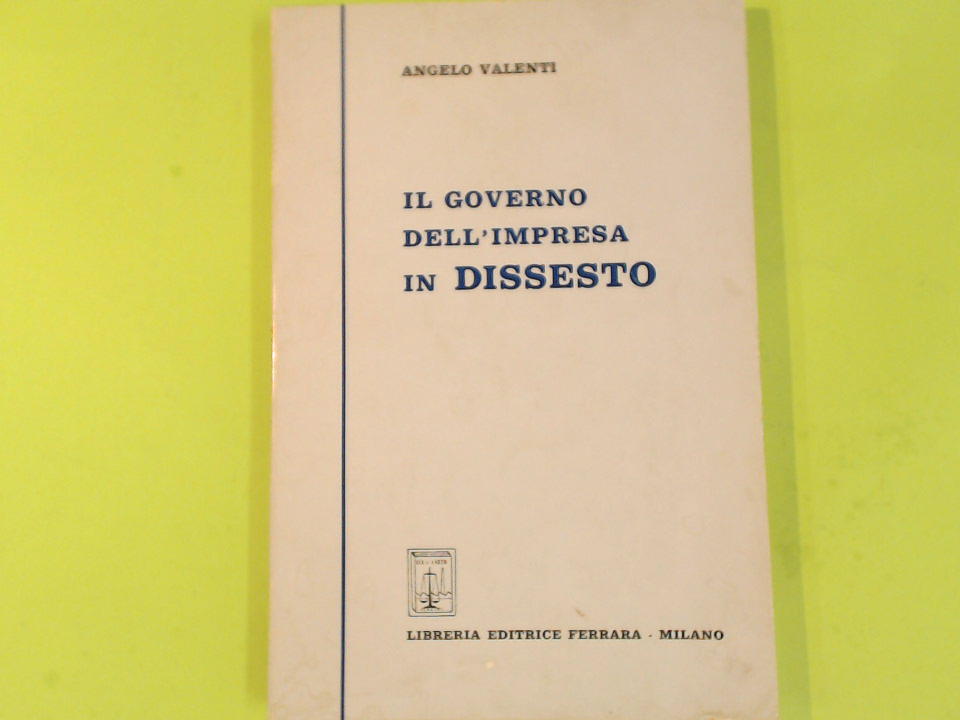 ANGELO VALENTI
IL GOVERNO
DELL'IMPRESA
IN DISSESTO
LIBRERIA EDITRICE FERRARA - MILANO